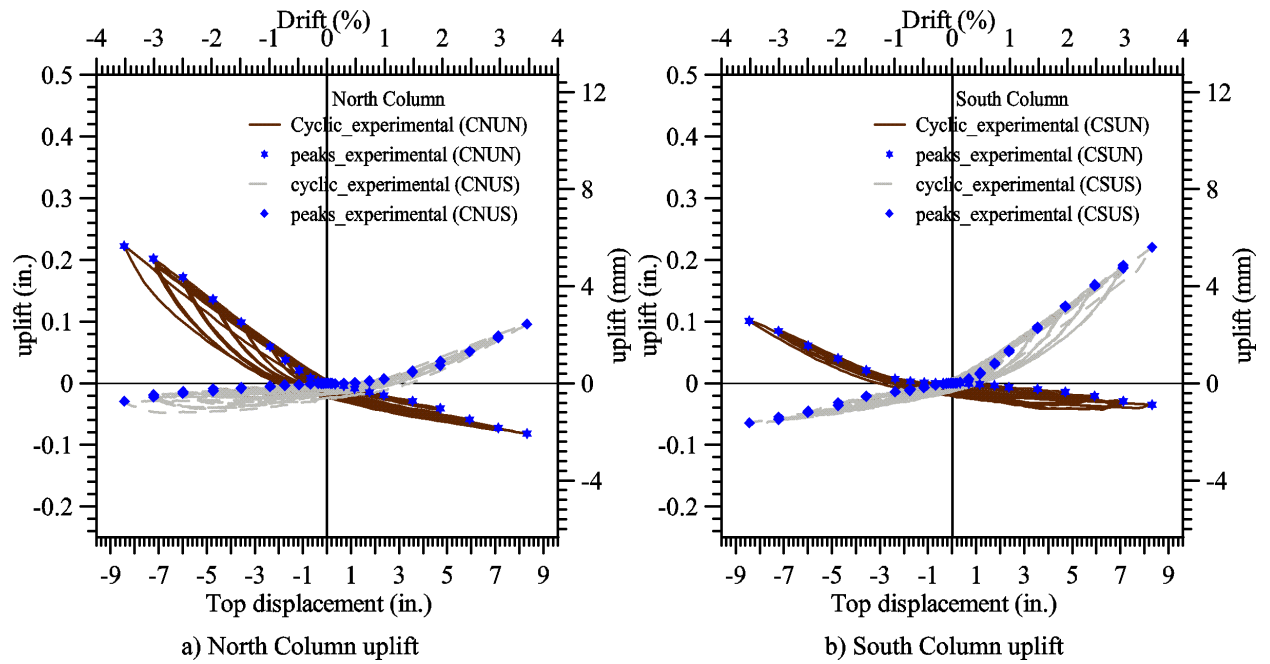 Drift (%)
-4 -3 -2 -1 0 1 2 3 4
0.5
0.4
0.3
0.2
0.1
0
-0.1
-0.2
uplift (in.)
12
8
4
0
-4
uplift (mm)
North Column
Cyclic_experimental (CNUN)
peaks_experimental (CNUN)
cyclic_experimental (CNUS)
peaks_experimental (CNUS)
-9 -7 -5 -3 -1 1 3 5 7 9
Top displacement (in.)
a) North Column uplift
Drift (%)
-4 -3 -2 -1 0 1 2 3 4
0.5
0.4
0.3
0.2
0.1
0
-0.1
-0.2
uplift (in.)
12
8
4
0
-4
uplift (mm)
South Column
Cyclic_experimental (CSUN)
peaks_experimental (CSUN)
cyclic_experimental (CSUS)
peaks_experimental (CSUS)
-9 -7 -5 -3 -1 1 3 5 7 9
Top displacement (in.)
b) South Column uplift